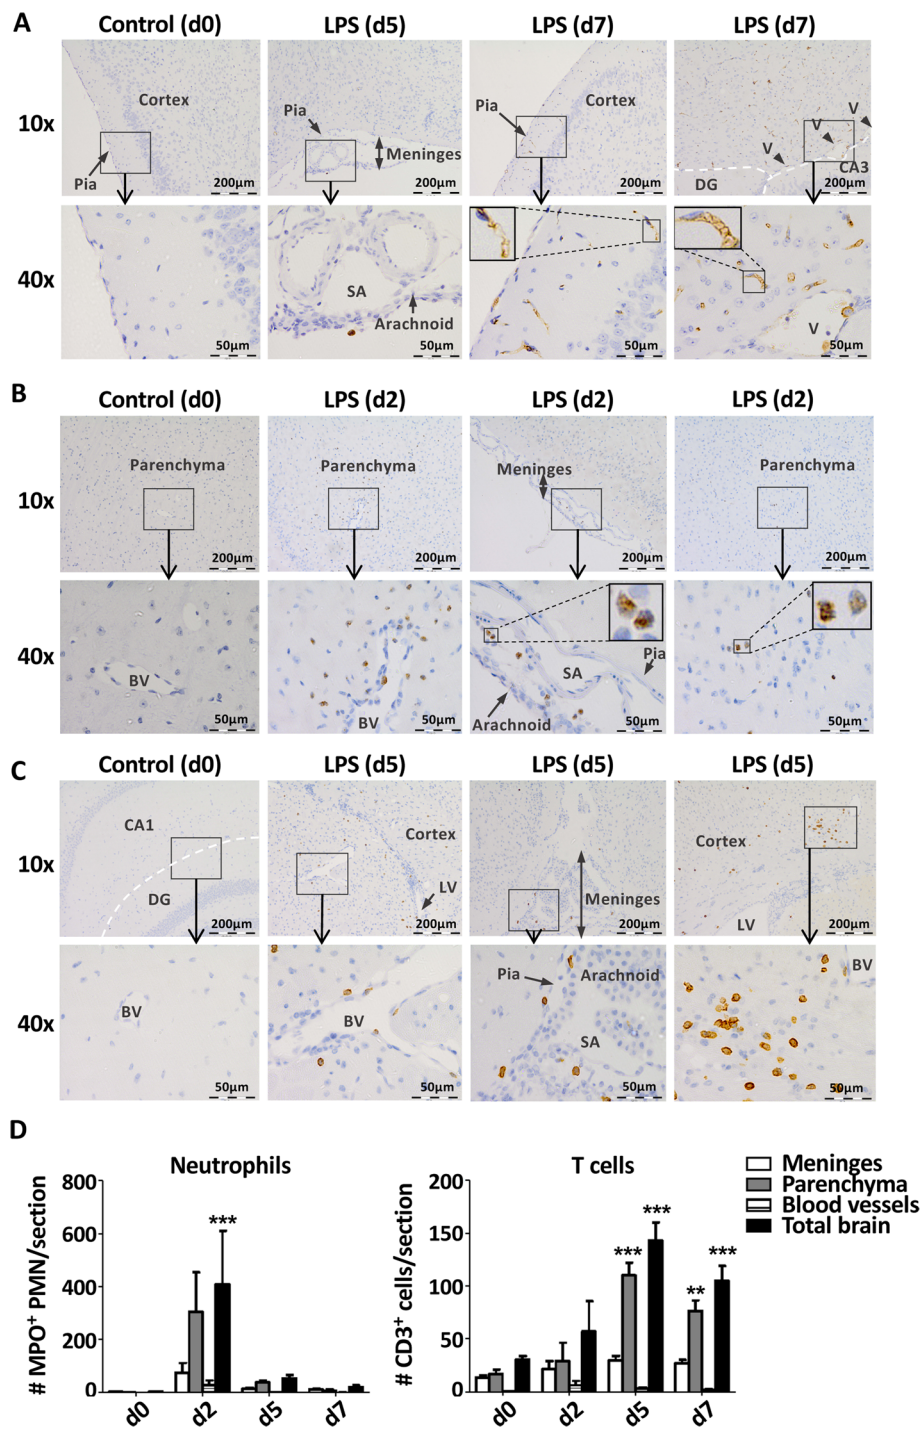 A
Control (d0) LPS (d5) LPS (d7) LPS (d7)
10x
Pia Cortex 200µm
Pia Meninges 200µm
Pia Cortex 200µm
V V V CA3 DG 200µm
40x
50µm
SA Arachnoid 50µm
50µm
V 50µm
B
Control (d0) LPS (d2) LPS (d2) LPS (d2)
10x
Parenchyma 200µm
Parenchyma 200µm
Meninges 200µm
Parenchyma 200µm
40x
BV 50µm
BV 50µm
SA Pia Arachnoid 50µm
50µm
C
Control (d0) LPS (d5) LPS (d5) LPS (d5)
10x
CA1 DG 200µm
Cortex LV 200µm
Meninges 200µm
Cortex LV 200µm
40x
BV 50µm
BV 50µm
Pia Arachnoid SA 50µm
BV 50µm
D
Neutrophils
# MPO+ PMN/section
800
600
400
200
0
***
d0 d2 d5 d7
T cells
# CD3+ cells/section
200
150
100
50
0
*** *** ** ***
d0 d2 d5 d7
Meninges
Parenchyma
Blood vessels
Total brain